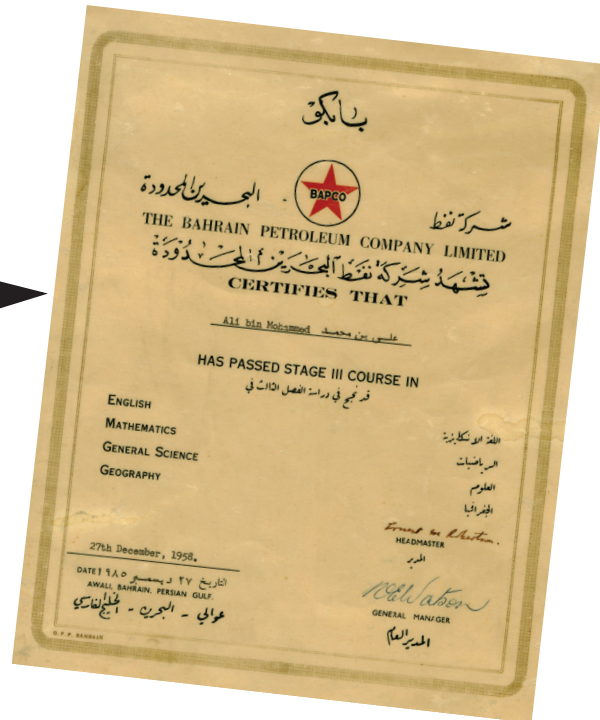 بابكو
شركة نفط البحرين المحدودة
BAPCO
THE BAHRAIN PETROLEUM COMPANY LIMITED
تشهد شركة نفط البحرين المحدودة
CERTIFIES THAT
Ali bin Mohammed علي بن محمد
HAS PASSED STAGE III COURSE IN
قد نجح في دراسة الفصل الثالث في
ENGLISH اللغة الانكليزية
MATHEMATICS الرياضيات
GENERAL SCIENCE العلوم
GEOGRAPHY الجغرافيا
HEADMASTER
المدير
27th December, 1958.
DATE التاريخ ٢٧ ديسمبر ١٩٨٥
AWALI, BAHRAIN, PERSIAN GULF.
عوالي - البحرين - الخليج الفارسي
R E Watson
GENERAL MANAGER
المدير العام
G.P.P. BAHRAIN